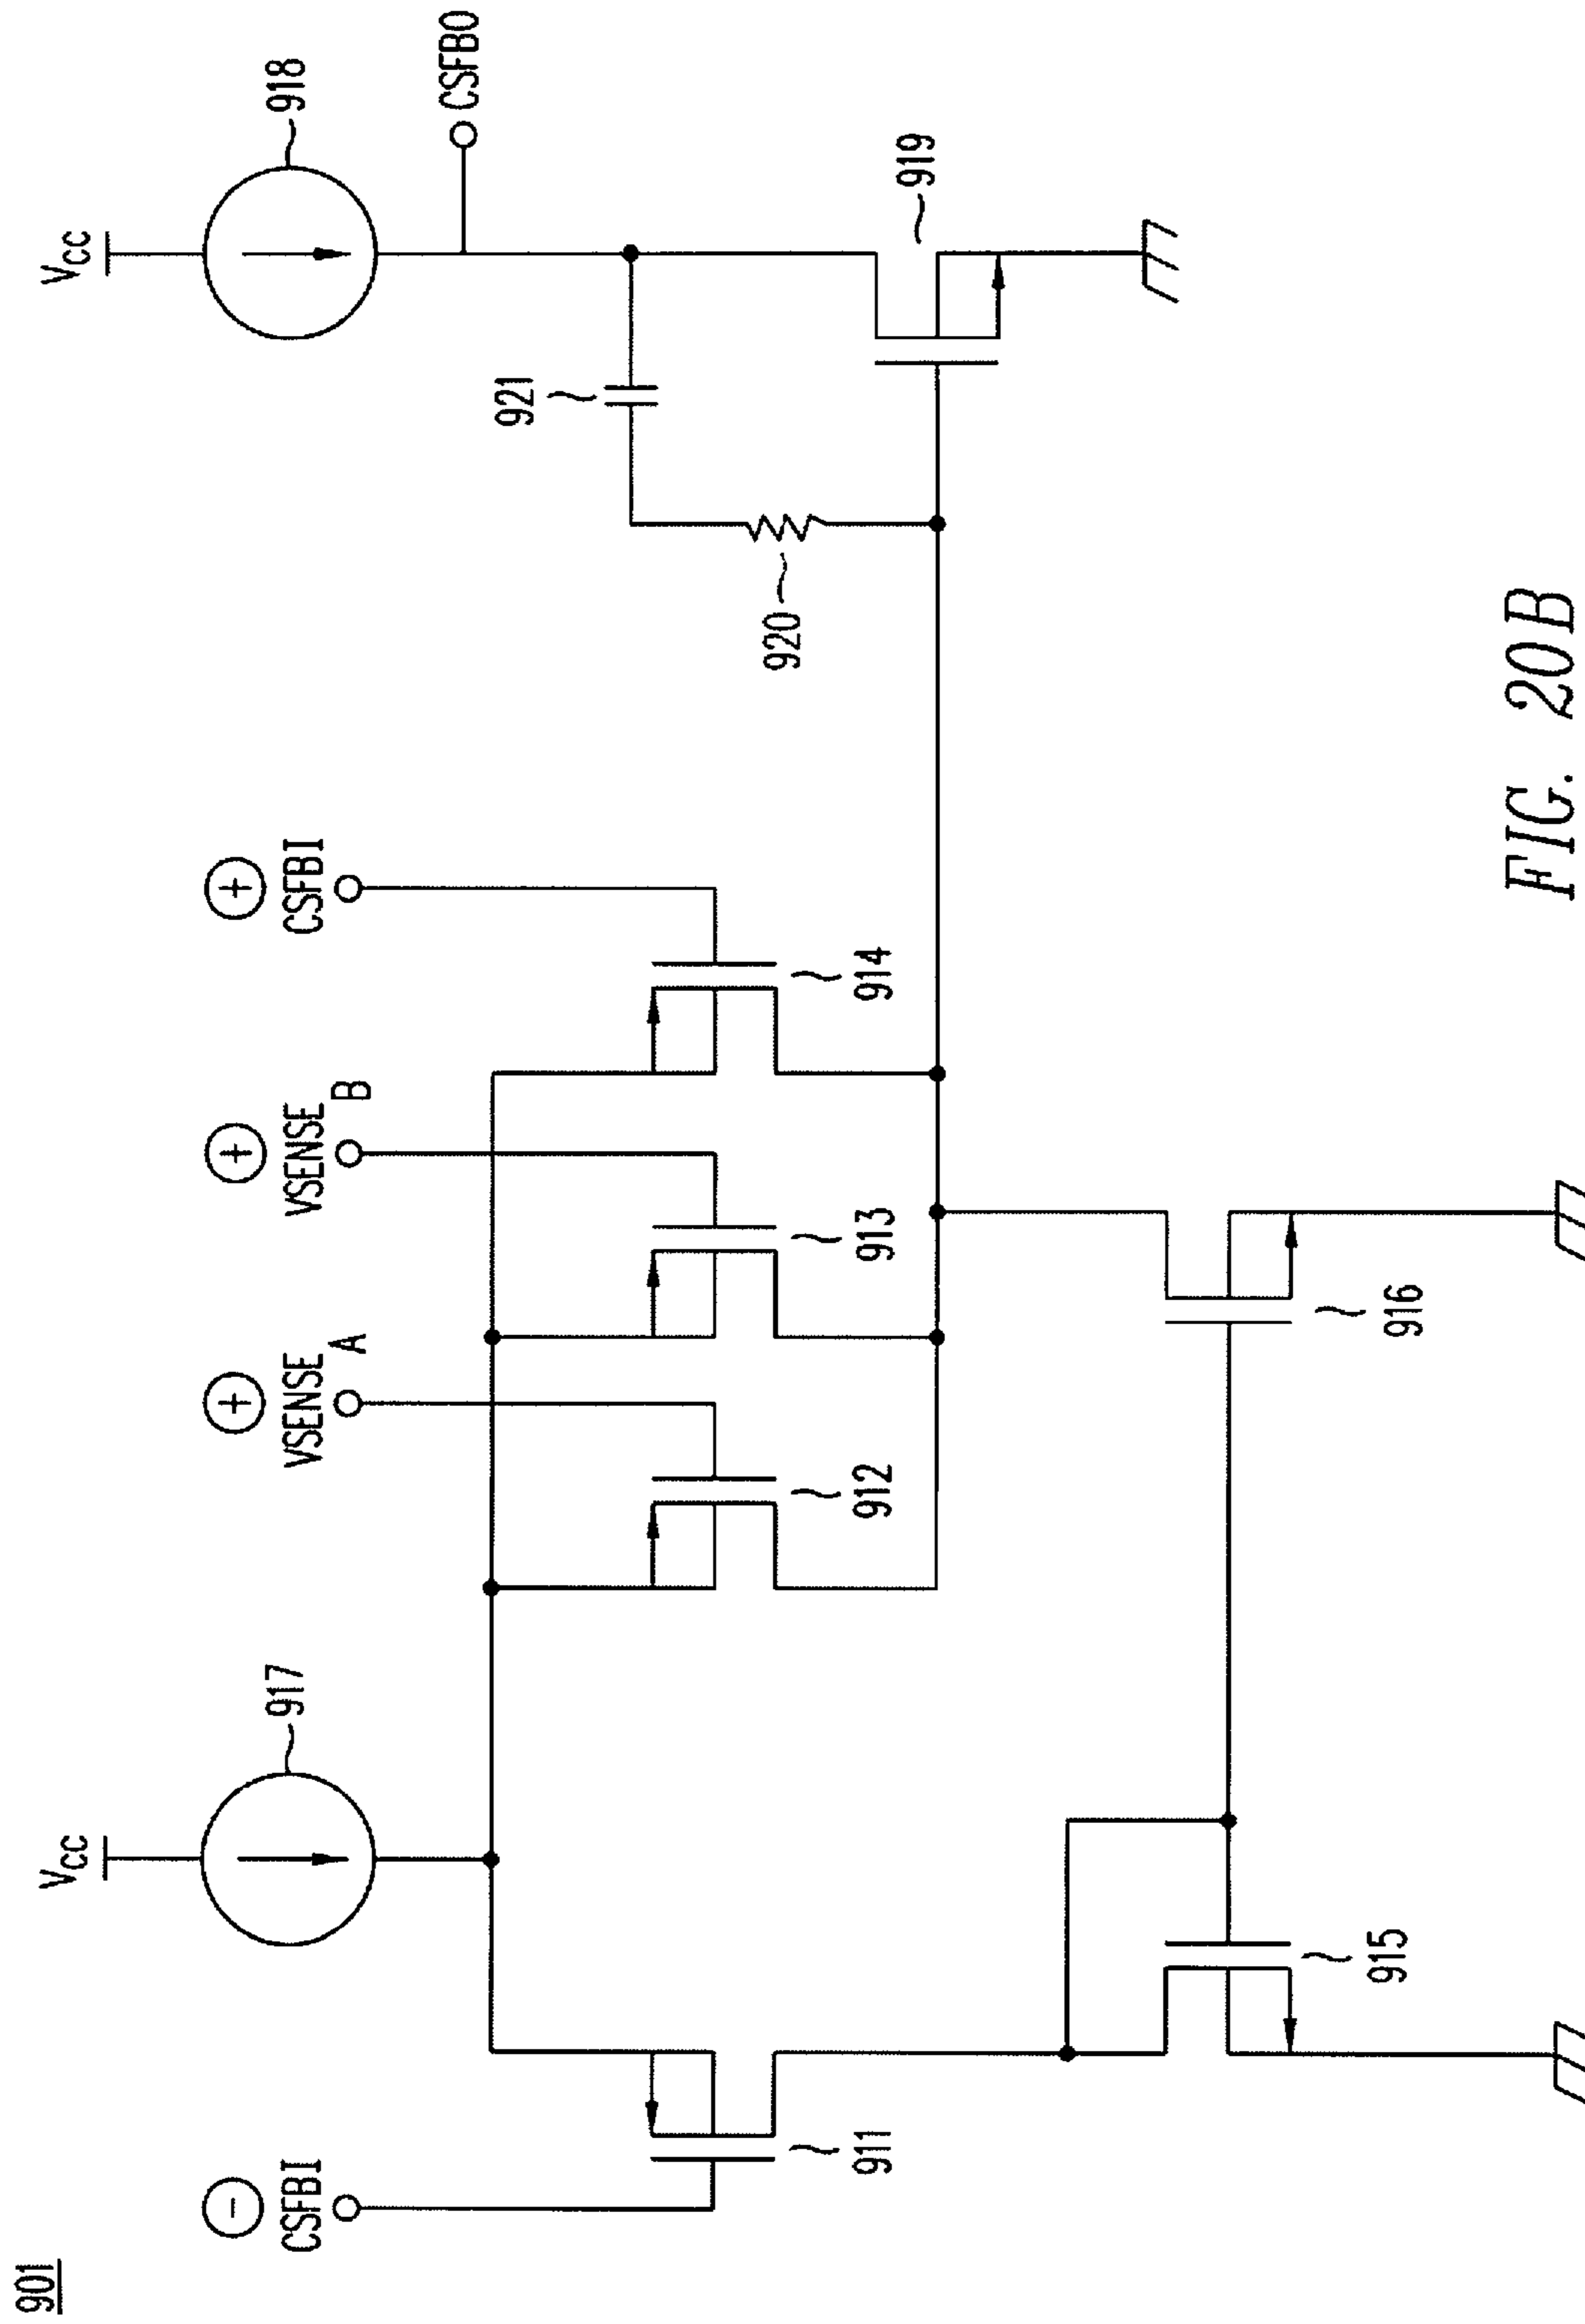 901
VCC
917
VCC
918
CSFBO
⊖
CSFBI
⊕
VSENSE A
⊕
VSENSE B
⊕
CSFBI
911
912
913
914
921
920
919
915
916
FIG. 20B